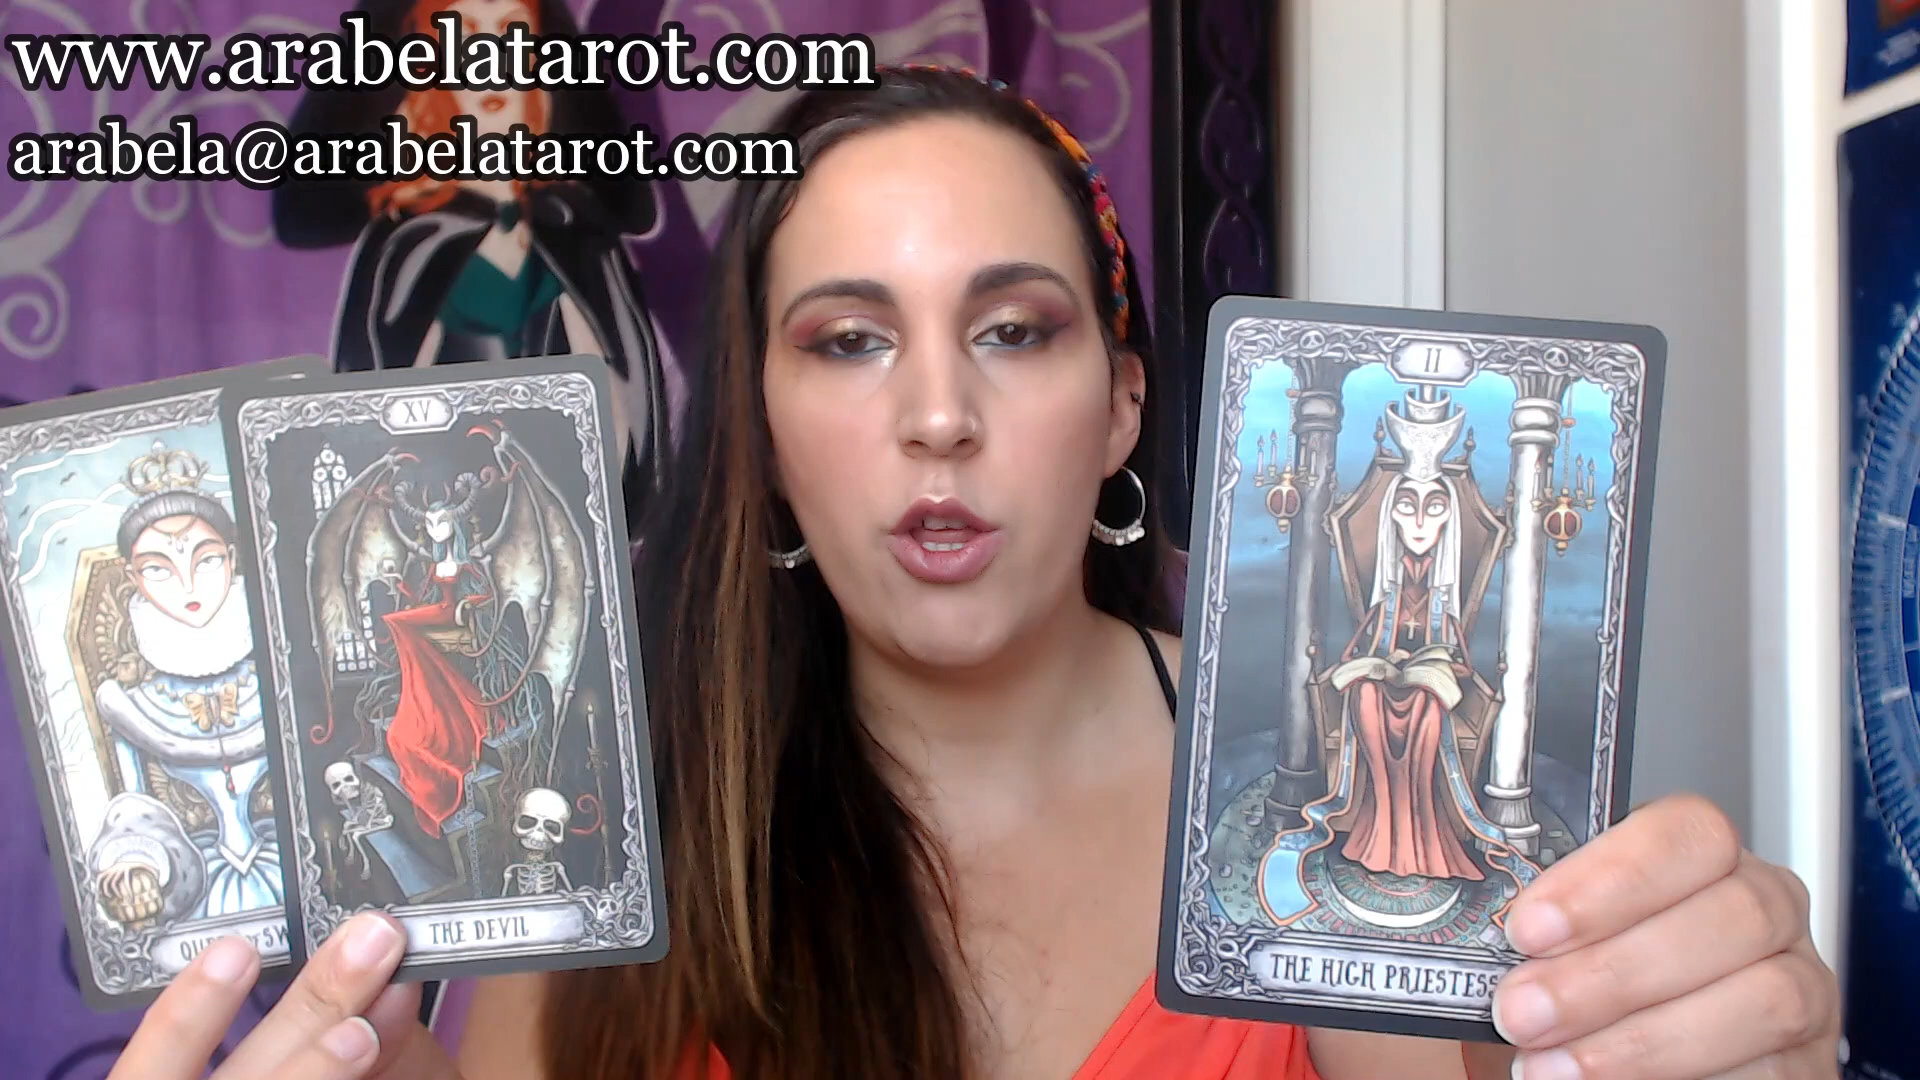 www.arabelatarot.com
arabela@arabelatarot.com
XV
THE DEVIL
II
THE HIGH PRIESTESS